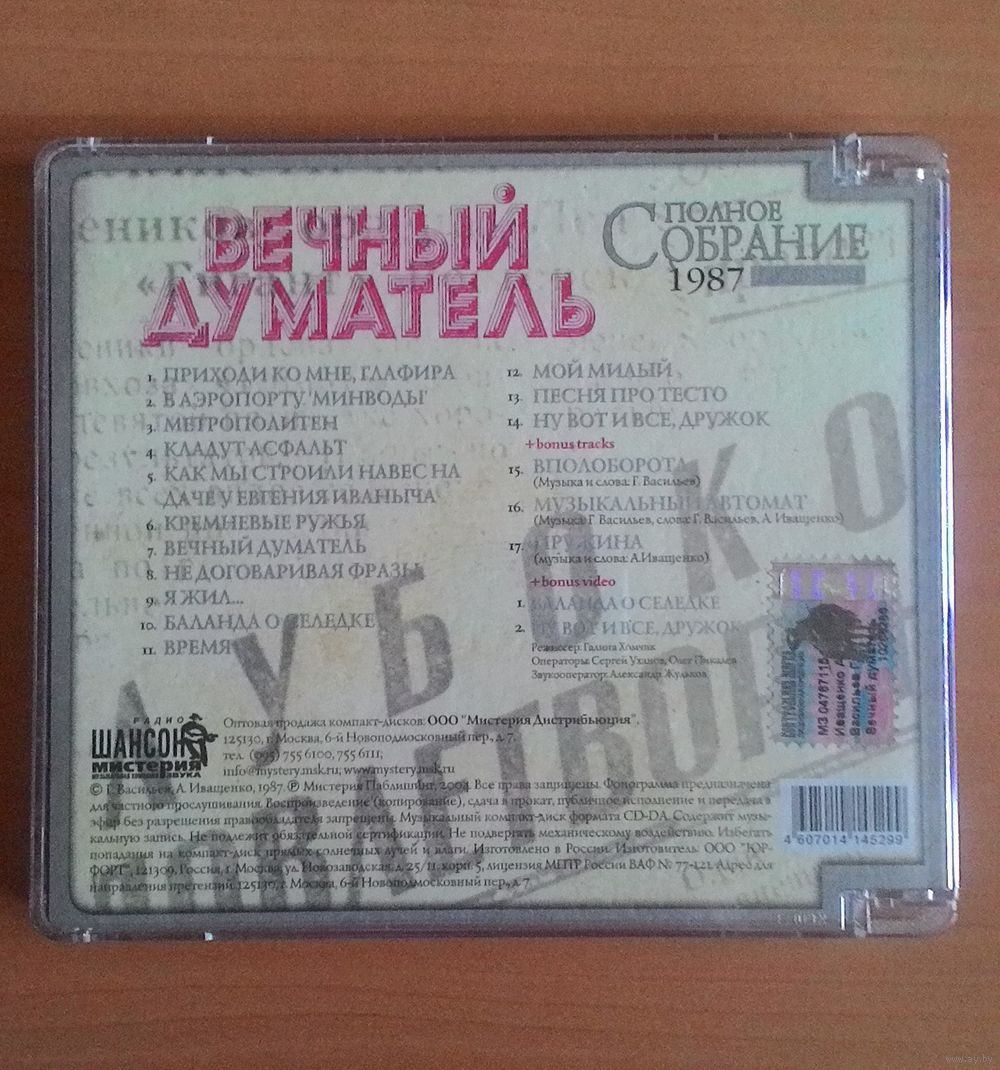 ВЕЧНЫЙ
ДУМАТЕЛЬ
ПОЛНОЕ
СОБРАНИЕ
1987
1. ПРИХОДИ КО МНЕ, ГЛАФИРА
2. В АЭРОПОРТУ 'МИНВОДЫ'
3. МЕТРОПОЛИТЕН
4. КЛАДУТ АСФАЛЬТ
5. КАК МЫ СТРОИЛИ НАВЕС НА
ДАЧЕ У ЕВГЕНИЯ ИВАНЫЧА
6. КРЕМНЕВЫЕ РУЖЬЯ
7. ВЕЧНЫЙ ДУМАТЕЛЬ
8. НЕ ДОГОВАРИВАЯ ФРАЗЫ
9. Я ЖИЛ...
10. БАЛАНДА О СЕЛЕДКЕ
11. ВРЕМЯ
12. МОЙ МИЛЫЙ
13. ПЕСНЯ ПРО ТЕСТО
14. НУ ВОТ И ВСЕ, ДРУЖОК
+bonus tracks
15. ВПОЛОБОРОТА
(Музыка и слова: Г. Васильев)
16. МУЗЫКАЛЬНЫЙ АВТОМАТ
(Музыка: Г. Васильев, слова: Г. Васильев, А. Иващенко)
17. ПРУЖИНА
(музыка и слова: А.Иващенко)
+bonus video
1. БАЛАНДА О СЕЛЕДКЕ
2. НУ ВОТ И ВСЕ, ДРУЖОК
Режиссер: Галина Хомчик
Операторы: Сергей Уханов, Олег Пикалев
Звукооператор: Александр Жульков
РАДИО
ШАНСОН
мистерия
ЗВУКА
Оптовая продажа компакт-дисков: ООО "Мистерия Дистрибьюция".
125130, г. Москва, 6-й Новоподмосковный пер., д. 7.
тел. (095) 755 6100, 755 6111;
info@mystery.msk.ru; www.mystery.msk.ru
© Г. Васильев, А. Иващенко, 1987. ℗ Мистерия Паблишинг, 2004. Все права защищены. Фонограмма предназначена
для частного прослушивания. Воспроизведение (копирование), сдача в прокат, публичное исполнение и передача в
эфир без разрешения правообладателя запрещены. Музыкальный компакт-диск формата CD-DA. Содержит музы-
кальную запись. Не подлежит обязательной сертификации. Не подвергать механическому воздействию. Избегать
попадания на компакт-диск прямых солнечных лучей и влаги. Изготовлено в России. Изготовитель: ООО "ЮР-
ФОРТ", 121309, Россия, г. Москва, ул. Новозаводская, д. 25/11, корп. 5, лицензия МПТР России ВАФ № 77-121. Адрес для
направления претензий: 125130, г. Москва, 6-й Новоподмосковный пер., д. 7
Иващенко А
Васильев Г
Вечный думатель
4 607014 145299
www.ay.by